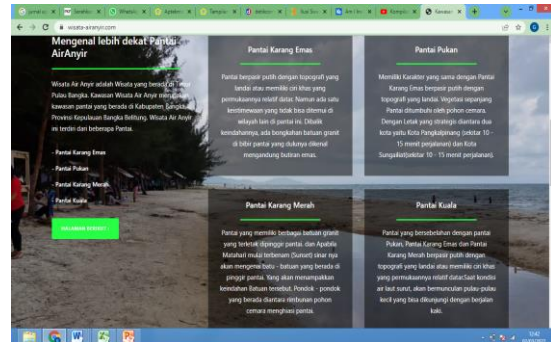 wisata-airanyir.com
Mengenal lebih dekat Pantai
AirAnyir
Wisata Air Anyir adalah Wisata yang berada di Timur
Pulau Bangka. Kawasan Wisata Air Anyir merupakan
kawasan pantai yang berada di Kabupaten Bangka
Provinsi Kepulauan Bangka Belitung. Wisata Air Anyir
ini terdiri dari beberapa Pantai.
- Pantai Karang Emas
- Pantai Pukan
- Pantai Karang Merah
- Pantai Kuala
HALAMAN BERIKUT
Pantai Karang Emas
Pantai berpasir putih dengan topografi yang
landai atau memiliki ciri khas yang
permukaannya relatif datar. Namun ada satu
keistimewaan yang tidak bisa ditemui di
wilayah lain di pantai ini. Dibalik
keindahannya, ada bongkahan batuan granit
di bibir pantai yang dulunya dikenal
mengandung butiran emas.
Pantai Pukan
Memiliki Karakter yang sama dengan Pantai
Karang Emas berpasir putih dengan
topografi yang landai. Vegetasi sepanjang
Pantai ditumbuhi oleh pohon cemara.
Dengan Letak yang strategis diantara dua
kota yaitu Kota Pangkalpinang (sekitar 10 -
15 menit perjalanan) dan Kota
Sungailiat(sekitar 10 - 15 menit perjalanan).
Pantai Karang Merah
Pantai yang memiliki berbagai batuan granit
yang terletak dipinggir pantai. dan Apabila
Matahari mulai terbenam (Sunset) sinar nya
akan mengenai batu - batuan yang berada di
pinggir pantai. Yang akan menampakkan
keindahan Batuan tersebut. Pondok - pondok
yang berada diantara rimbunan pohon
cemara menghiasi pantai.
Pantai Kuala
Pantai yang bersebelahan dengan pantai
Pukan, Pantai Karang Emas dan Pantai
Karang Merah berpasir putih dengan
topografi yang landai atau memiliki ciri khas
yang permukaannya relatif datar.Saat kondisi
air laut surut, akan bermunculan pulau-pulau
kecil yang bisa dikunjungi dengan berjalan
kaki.